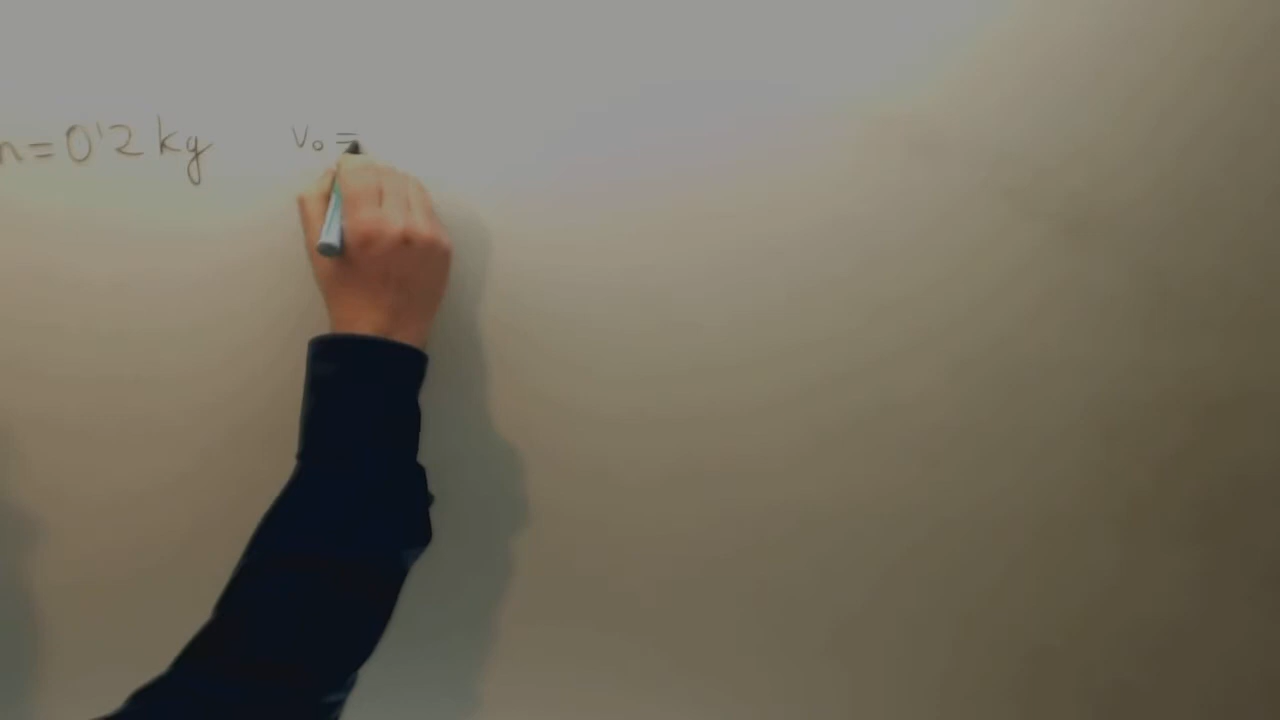 m=0'2 kg v₀ =